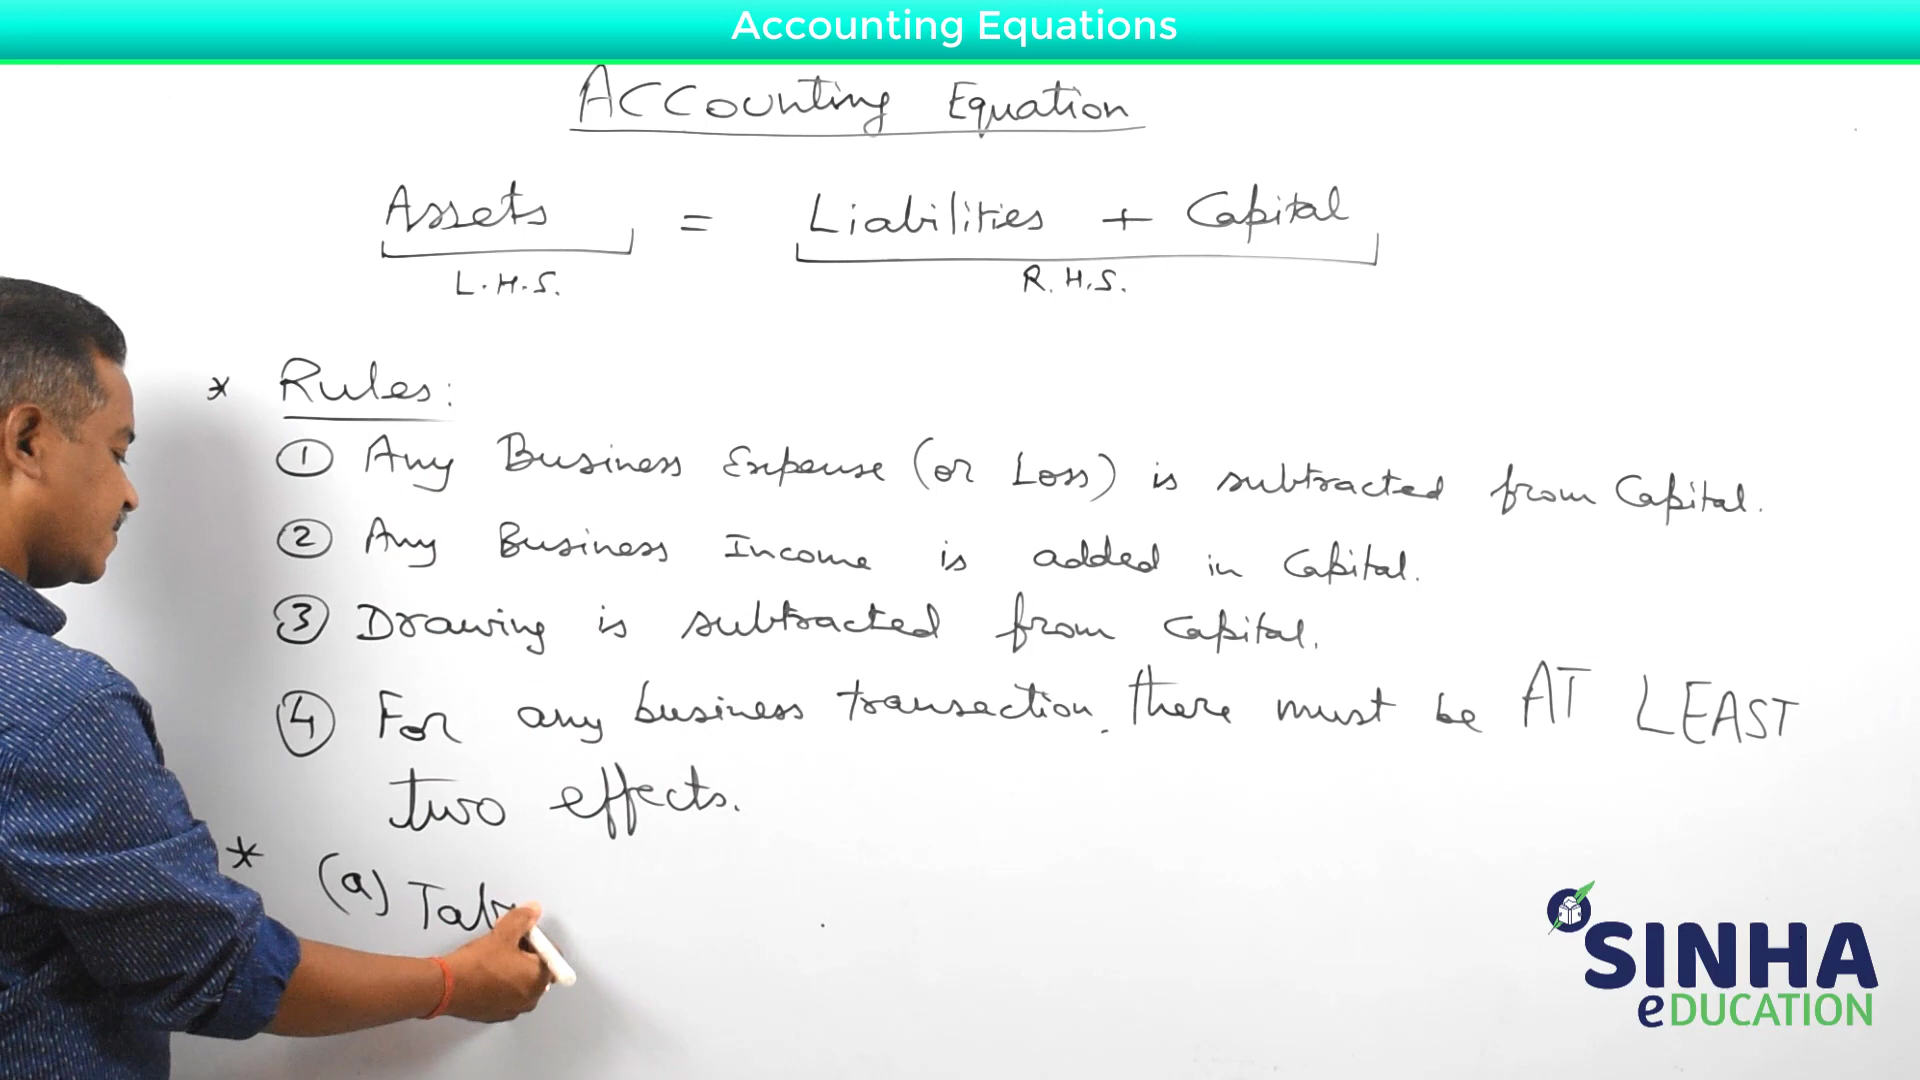 Accounting Equations
Accounting Equation
Assets = Liabilities + Capital
L.H.S. R.H.S.
* Rules:
① Any Business Expense (or Loss) is subtracted from Capital.
② Any Business Income is added in Capital.
③ Drawing is subtracted from Capital.
④ For any business transaction, there must be AT LEAST
two effects.
* (a)
SINHA
eDUCATION